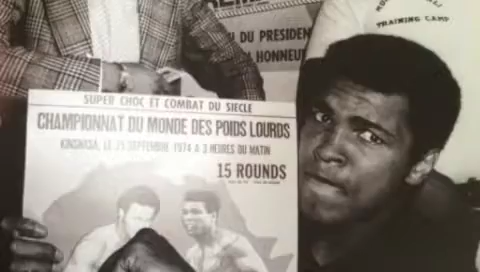 TRAINING CAMP
H DU PRESIDEN
HONNEUR
SUPER CHOC ET COMBAT DU SIECLE
CHAMPIONNAT DU MONDE DES POIDS LOURDS
KINSHASA, LE 25 SEPTEMBRE 1974 A 3 HEURES DU MATIN
15 ROUNDS